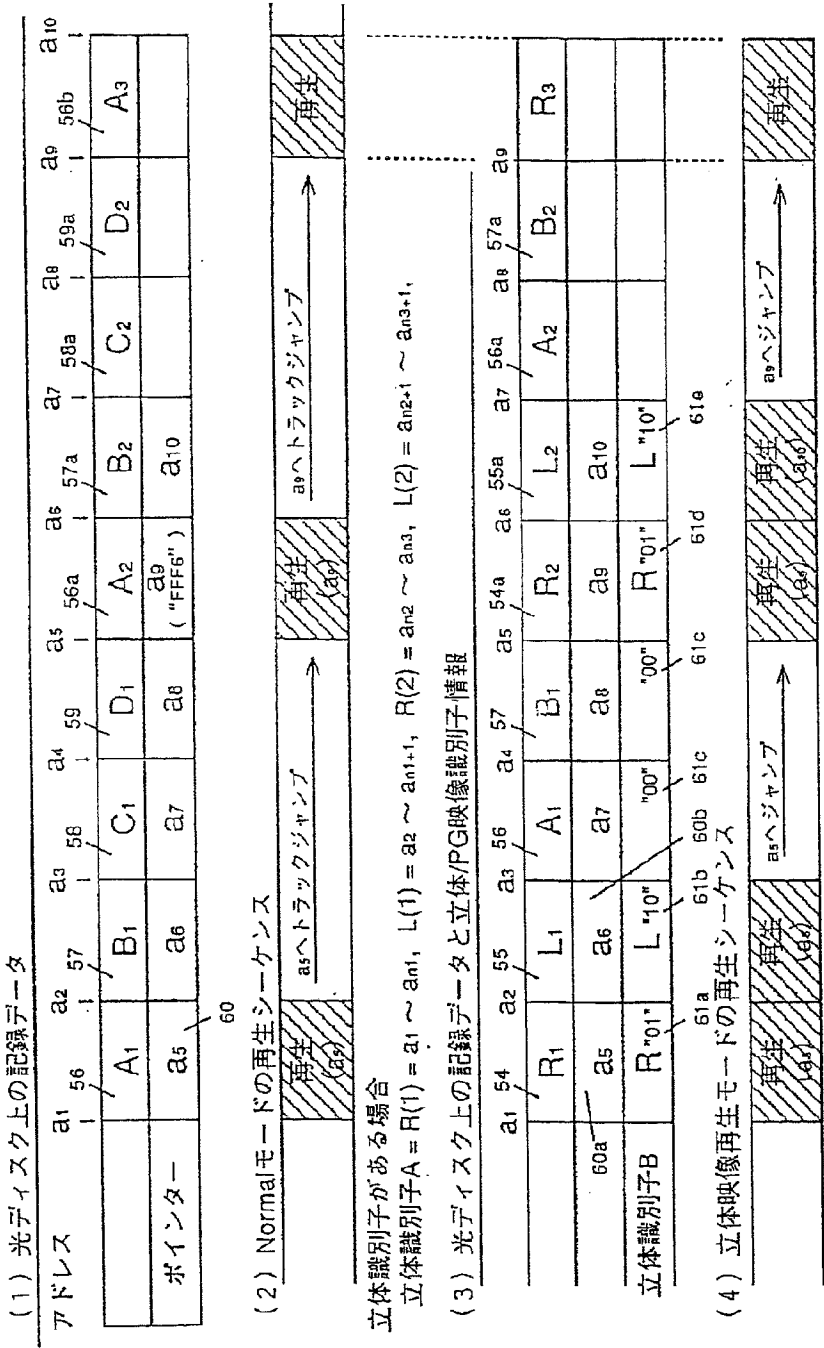 (1) 光ディスク上の記録データ
アドレス a1 a2 a3 a4 a5 a6 a7 a8 a9 a10
56 57 58 59 56a 57a 58a 59a 56b
A1 B1 C1 D1 A2 B2 C2 D2 A3
ポインター a5 a6 a7 a8 a9 ("FFF6") a10
60
(2) Normalモードの再生シーケンス
再生 (a5) a5へトラックジャンプ 再生 (a9) a9へトラックジャンプ 再生
立体識別子がある場合
立体識別子A = R(1) = a1 ～ an1, L(1) = a2 ～ an1+1, R(2) = an2 ～ an3, L(2) = an2+1 ～ an3+1,
(3) 光ディスク上の記録データと立体/PG映像識別子情報
a1 a2 a3 a4 a5 a6 a7 a8 a9
54 55 56 57 54a 55a 56a 57a
R1 L1 A1 B1 R2 L2 A2 B2 R3
60a a5 a6 a7 a8 a9 a10
60b
立体識別子B R"01" L"10" "00" "00" R"01" L"10"
61a 61b 61c 61c 61d 61e
(4) 立体映像再生モードの再生シーケンス
再生 再生 a5へジャンプ 再生 再生 (a10) a9へジャンプ 再生